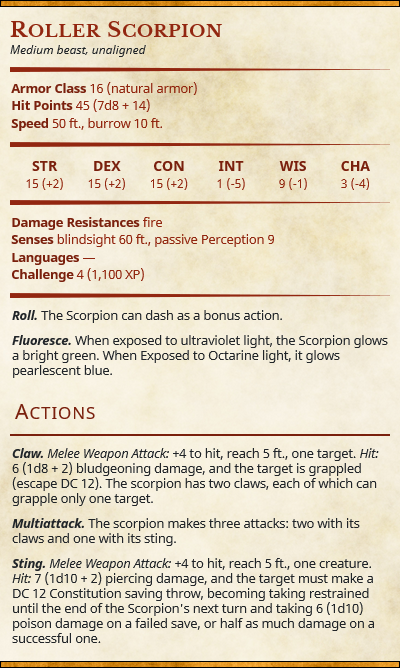 ROLLER SCORPION
Medium beast, unaligned
Armor Class 16 (natural armor)
Hit Points 45 (7d8 + 14)
Speed 50 ft., burrow 10 ft.
STR DEX CON INT WIS CHA
15 (+2) 15 (+2) 15 (+2) 1 (-5) 9 (-1) 3 (-4)
Damage Resistances fire
Senses blindsight 60 ft., passive Perception 9
Languages —
Challenge 4 (1,100 XP)
Roll. The Scorpion can dash as a bonus action.
Fluoresce. When exposed to ultraviolet light, the Scorpion glows
a bright green. When Exposed to Octarine light, it glows
pearlescent blue.
ACTIONS
Claw. Melee Weapon Attack: +4 to hit, reach 5 ft., one target. Hit:
6 (1d8 + 2) bludgeoning damage, and the target is grappled
(escape DC 12). The scorpion has two claws, each of which can
grapple only one target.
Multiattack. The scorpion makes three attacks: two with its
claws and one with its sting.
Sting. Melee Weapon Attack: +4 to hit, reach 5 ft., one creature.
Hit: 7 (1d10 + 2) piercing damage, and the target must make a
DC 12 Constitution saving throw, becoming taking restrained
until the end of the Scorpion's next turn and taking 6 (1d10)
poison damage on a failed save, or half as much damage on a
successful one.